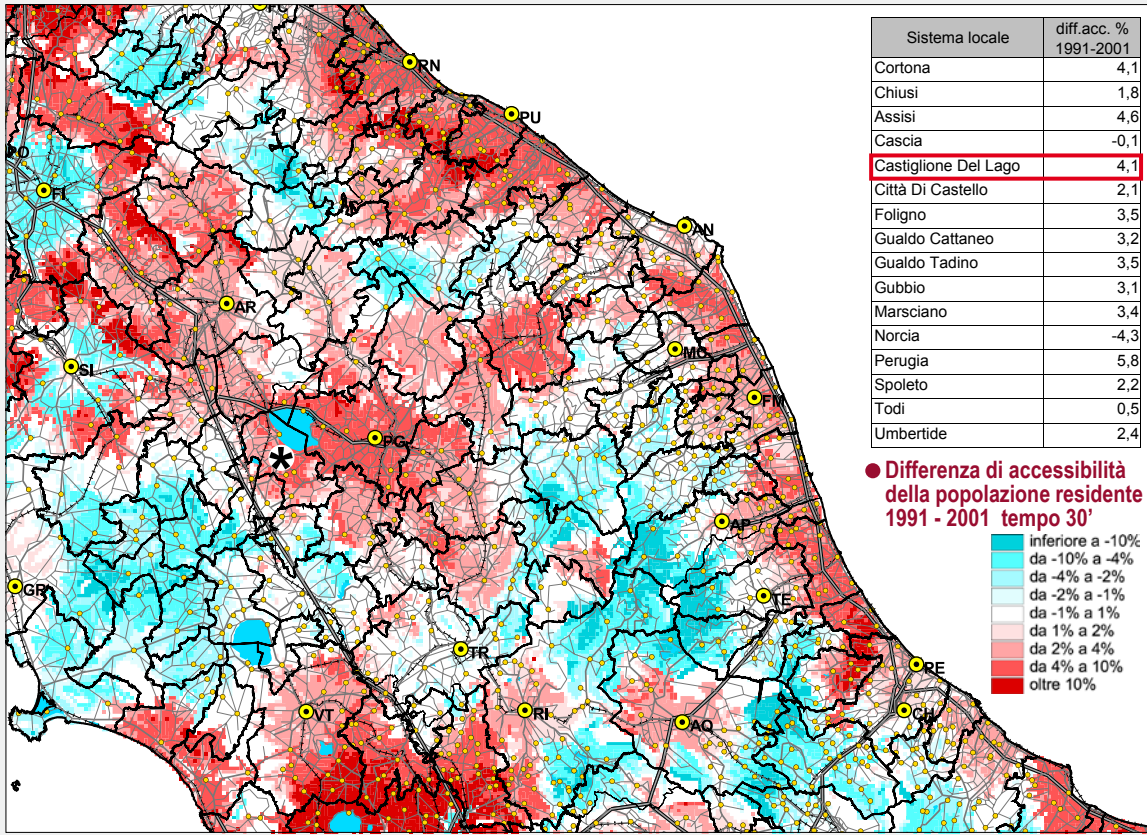 FC
RN
PU
PO
FI
AN
AR
MC
SI
FM
PG
*
AP
GR
TE
TR
PE
VT
RI
AQ
CH
Sistema locale diff.acc. % 1991-2001
Cortona 4,1
Chiusi 1,8
Assisi 4,6
Cascia -0,1
Castiglione Del Lago 4,1
Città Di Castello 2,1
Foligno 3,5
Gualdo Cattaneo 3,2
Gualdo Tadino 3,5
Gubbio 3,1
Marsciano 3,4
Norcia -4,3
Perugia 5,8
Spoleto 2,2
Todi 0,5
Umbertide 2,4
● Differenza di accessibilità
della popolazione residente
1991 - 2001 tempo 30’
inferiore a -10%
da -10% a -4%
da -4% a -2%
da -2% a -1%
da -1% a 1%
da 1% a 2%
da 2% a 4%
da 4% a 10%
oltre 10%